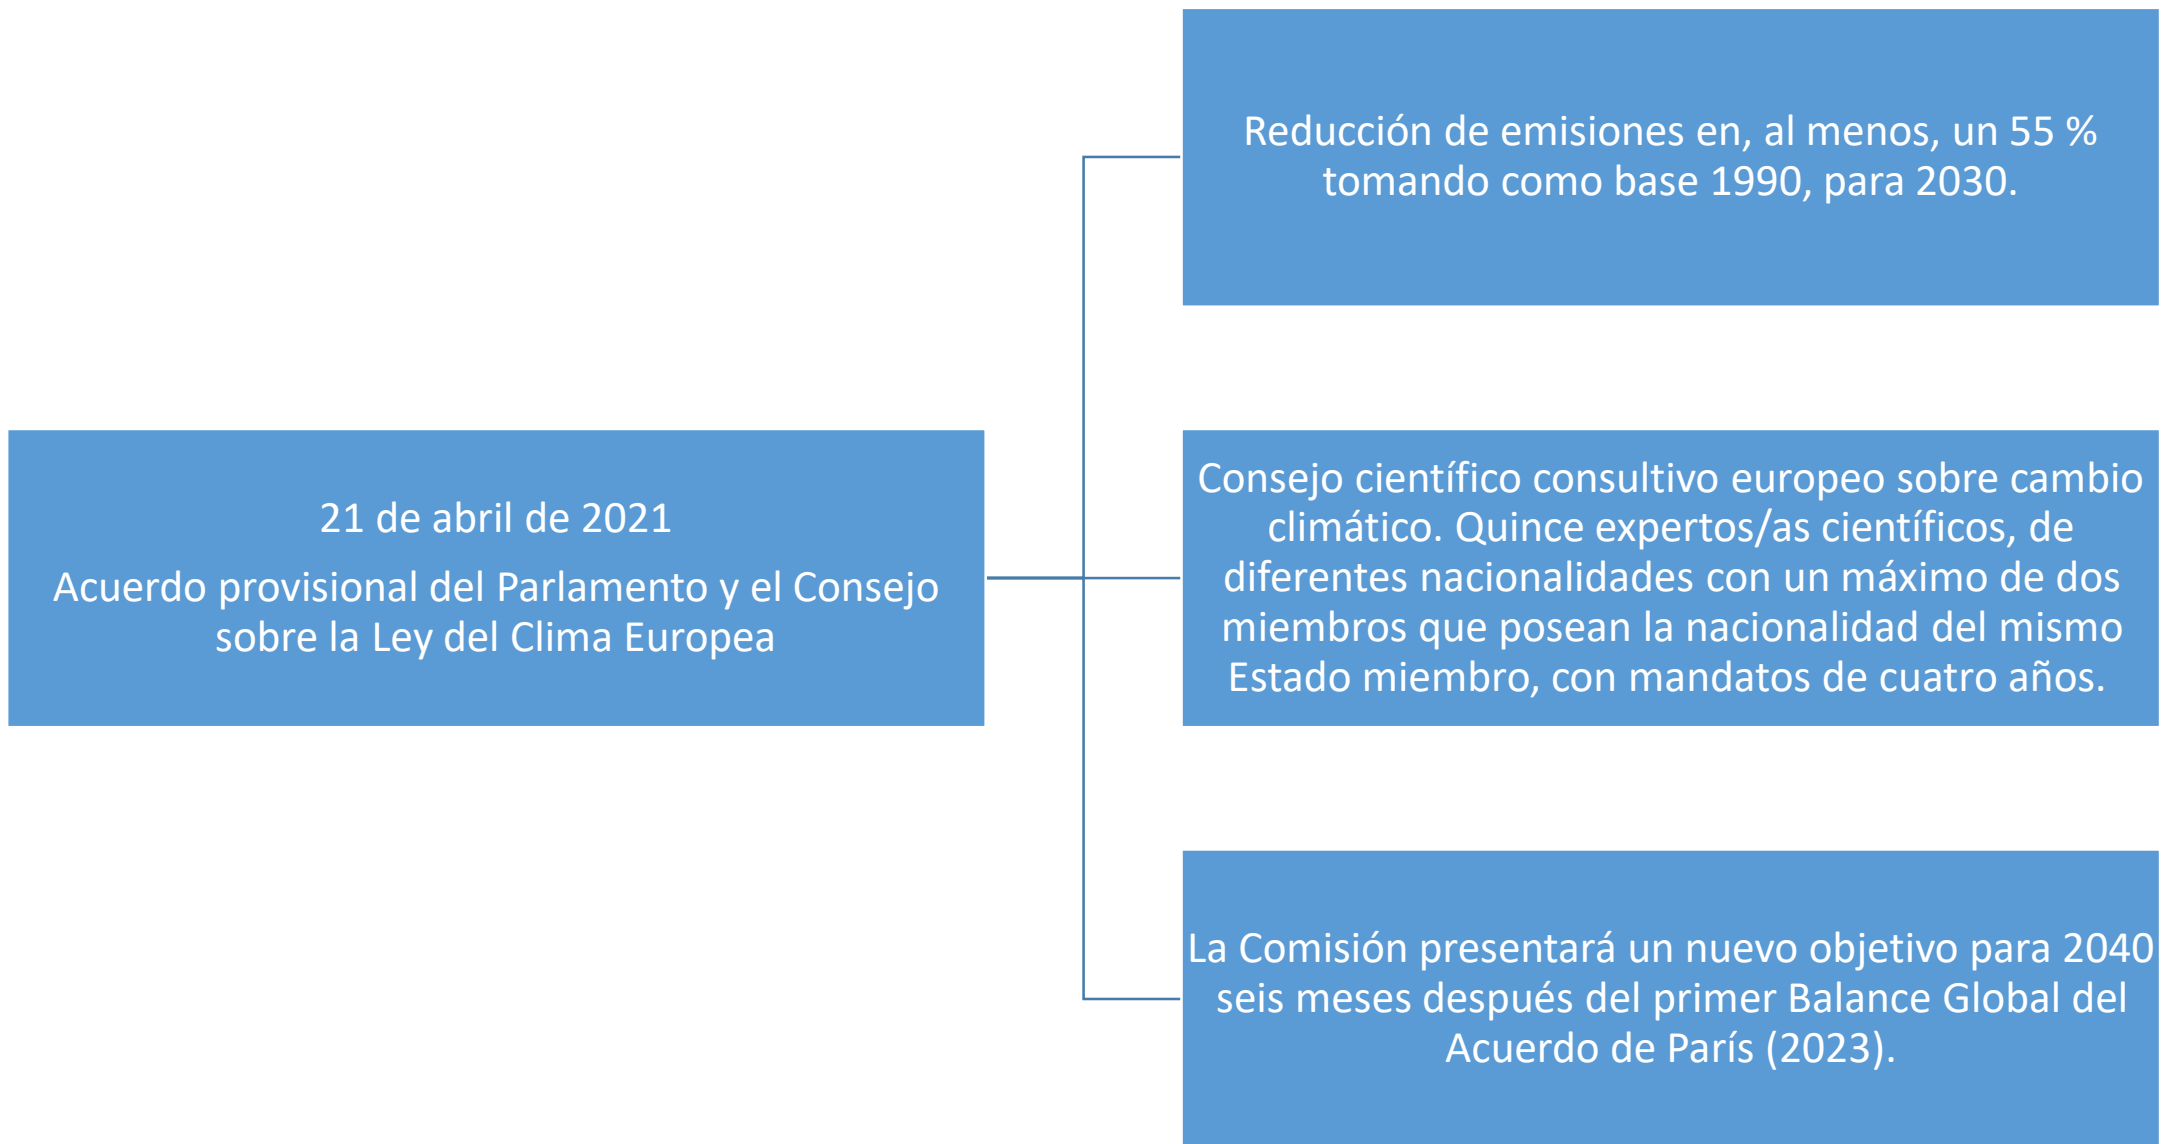 21 de abril de 2021
Acuerdo provisional del Parlamento y el Consejo
sobre la Ley del Clima Europea
Reducción de emisiones en, al menos, un 55 %
tomando como base 1990, para 2030.
Consejo científico consultivo europeo sobre cambio
climático. Quince expertos/as científicos, de
diferentes nacionalidades con un máximo de dos
miembros que posean la nacionalidad del mismo
Estado miembro, con mandatos de cuatro años.
La Comisión presentará un nuevo objetivo para 2040
seis meses después del primer Balance Global del
Acuerdo de París (2023).